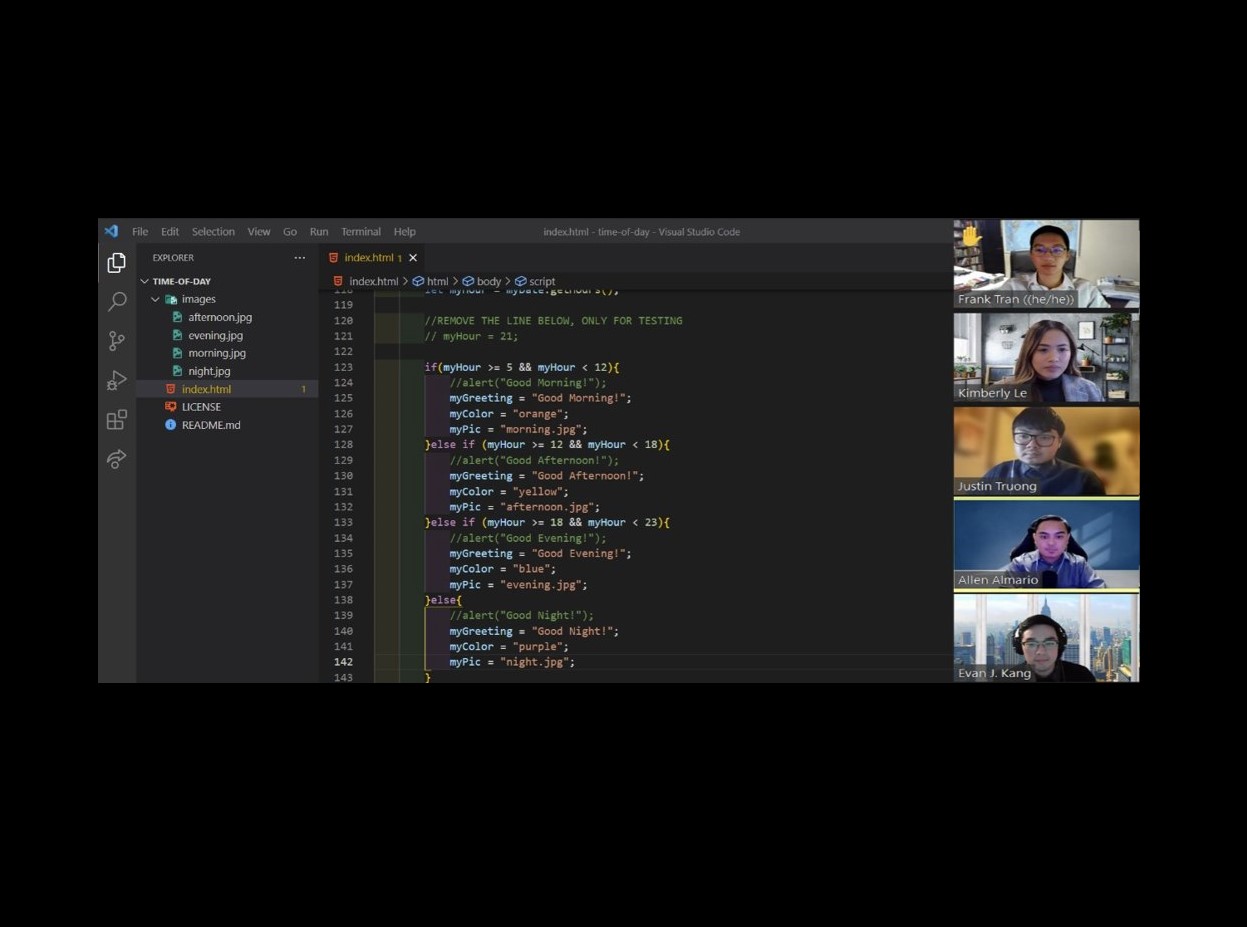 File Edit Selection View Go Run Terminal Help
index.html - time-of-day - Visual Studio Code
EXPLORER
TIME-OF-DAY
images
afternoon.jpg
evening.jpg
morning.jpg
night.jpg
index.html 1
LICENSE
README.md
index.html 1
index.html > html > body > script
118 let myHour = myDate.getHours();
119
120 //REMOVE THE LINE BELOW, ONLY FOR TESTING
121 // myHour = 21;
122
123 if(myHour >= 5 && myHour < 12){
124 //alert("Good Morning!");
125 myGreeting = "Good Morning!";
126 myColor = "orange";
127 myPic = "morning.jpg";
128 }else if (myHour >= 12 && myHour < 18){
129 //alert("Good Afternoon!");
130 myGreeting = "Good Afternoon!";
131 myColor = "yellow";
132 myPic = "afternoon.jpg";
133 }else if (myHour >= 18 && myHour < 23){
134 //alert("Good Evening!");
135 myGreeting = "Good Evening!";
136 myColor = "blue";
137 myPic = "evening.jpg";
138 }else{
139 //alert("Good Night!");
140 myGreeting = "Good Night!";
141 myColor = "purple";
142 myPic = "night.jpg";
143 }
Frank Tran ((he/he))
Kimberly Le
Justin Truong
Allen Almario
Evan J. Kang